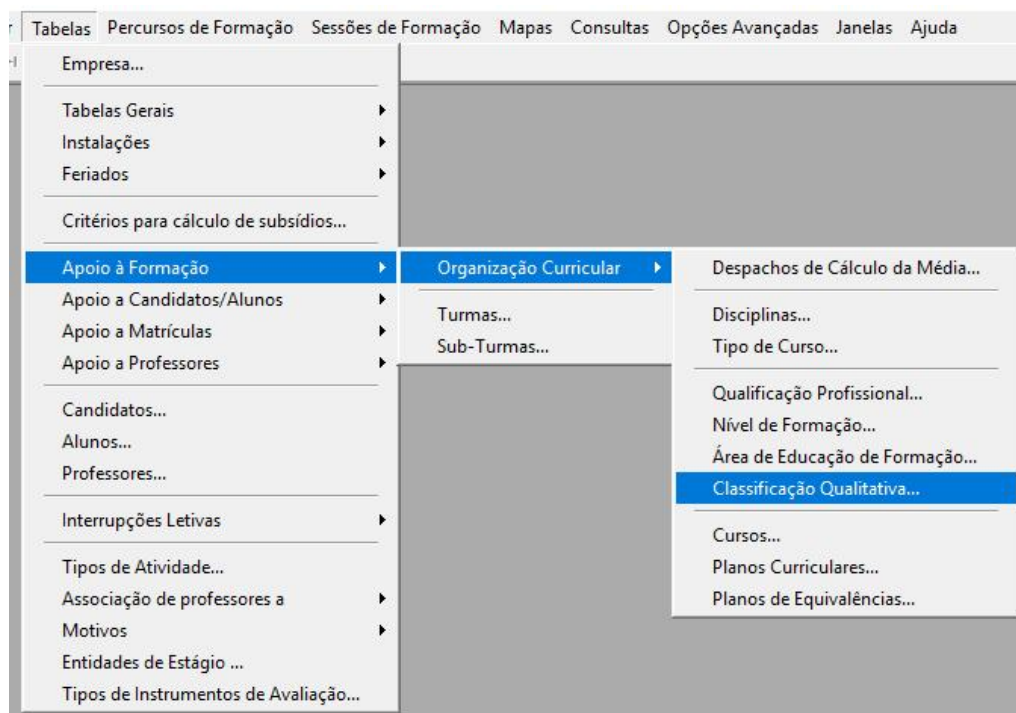 Tabelas Percursos de Formação Sessões de Formação Mapas Consultas Opções Avançadas Janelas Ajuda
Empresa...
Tabelas Gerais
Instalações
Feriados
Critérios para cálculo de subsídios...
Apoio à Formação
Apoio a Candidatos/Alunos
Apoio a Matrículas
Apoio a Professores
Candidatos...
Alunos...
Professores...
Interrupções Letivas
Tipos de Atividade...
Associação de professores a
Motivos
Entidades de Estágio ...
Tipos de Instrumentos de Avaliação...
Organização Curricular
Turmas...
Sub-Turmas...
Despachos de Cálculo da Média...
Disciplinas...
Tipo de Curso...
Qualificação Profissional...
Nível de Formação...
Área de Educação de Formação...
Classificação Qualitativa...
Cursos...
Planos Curriculares...
Planos de Equivalências...